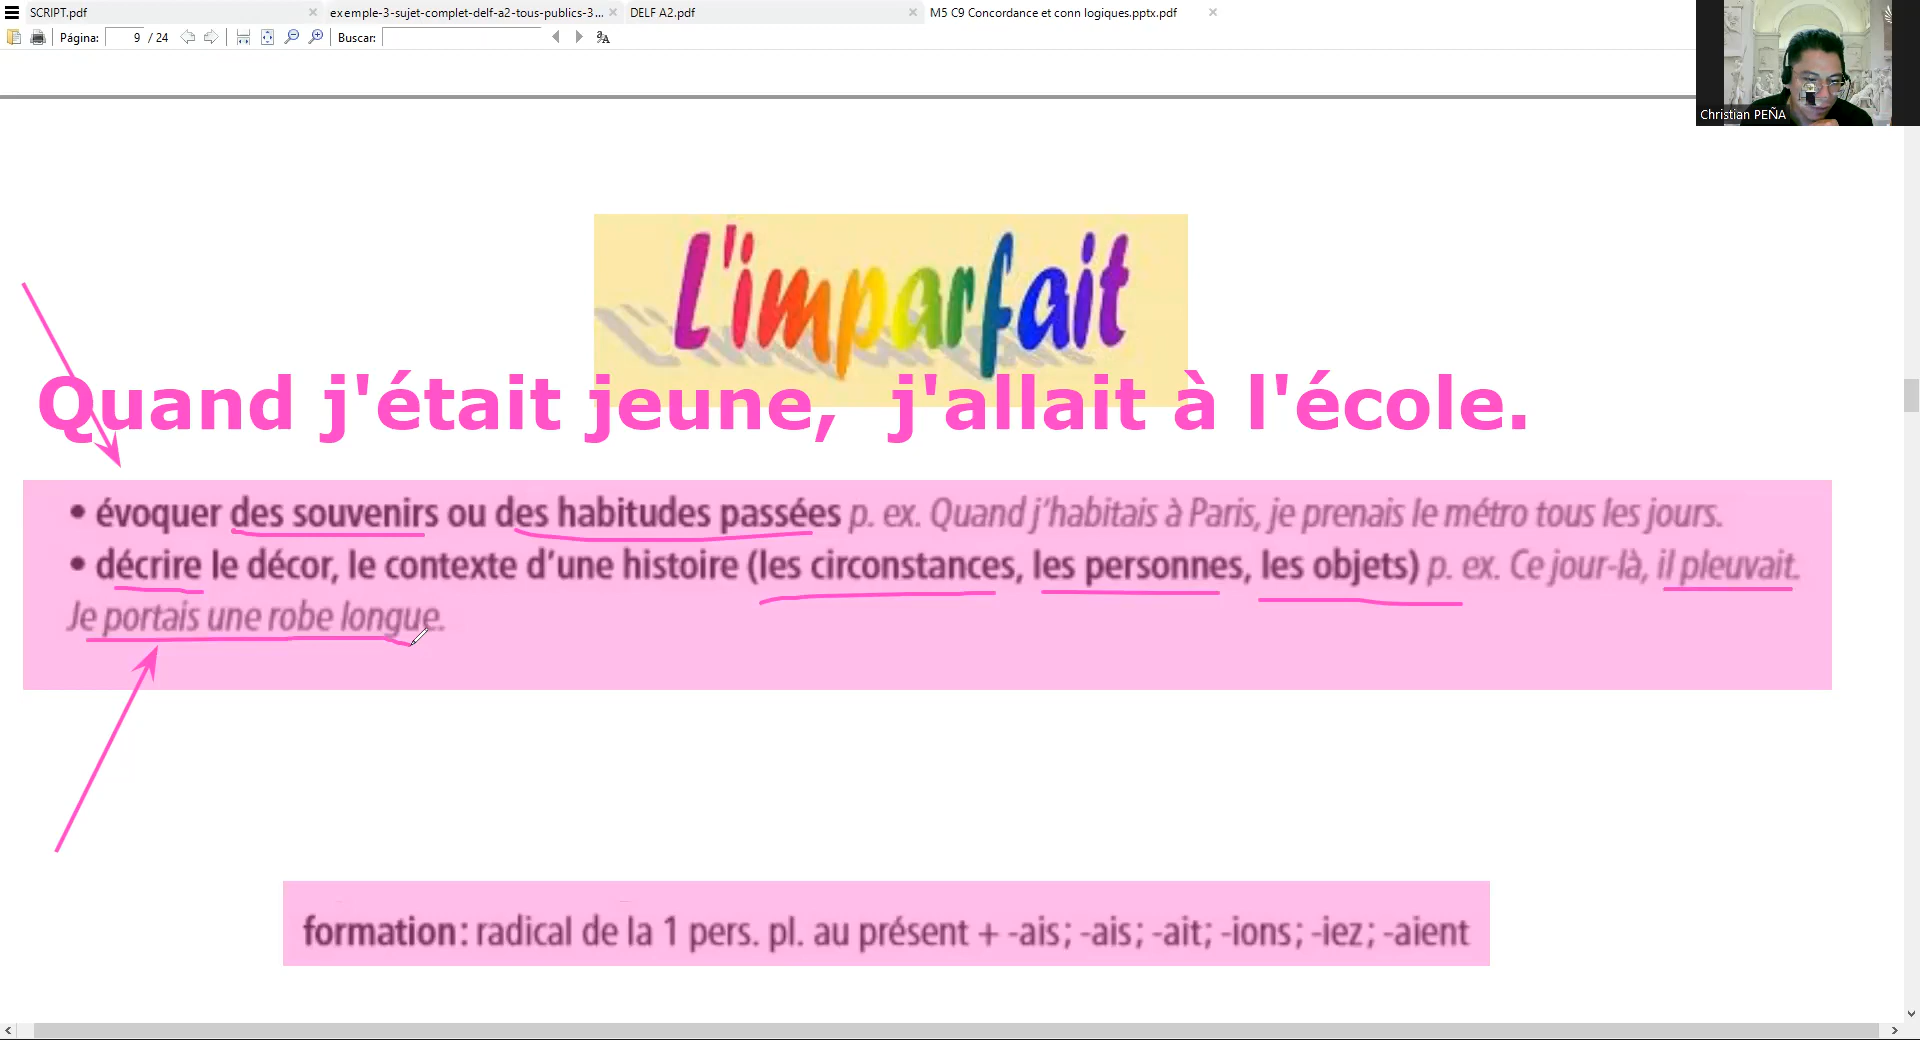 SCRIPT.pdf
exemple-3-sujet-complet-delf-a2-tous-publics-3...
DELF A2.pdf
M5 C9 Concordance et conn logiques.pptx.pdf
Página: 9 / 24
Buscar:
Christian PEÑA
L'imparfait
Quand j'était jeune, j'allait à l'école.
• évoquer des souvenirs ou des habitudes passées p. ex. Quand j'habitais à Paris, je prenais le métro tous les jours.
• décrire le décor, le contexte d'une histoire (les circonstances, les personnes, les objets) p. ex. Ce jour-là, il pleuvait.
Je portais une robe longue.
formation: radical de la 1 pers. pl. au présent + -ais; -ais; -ait; -ions; -iez; -aient